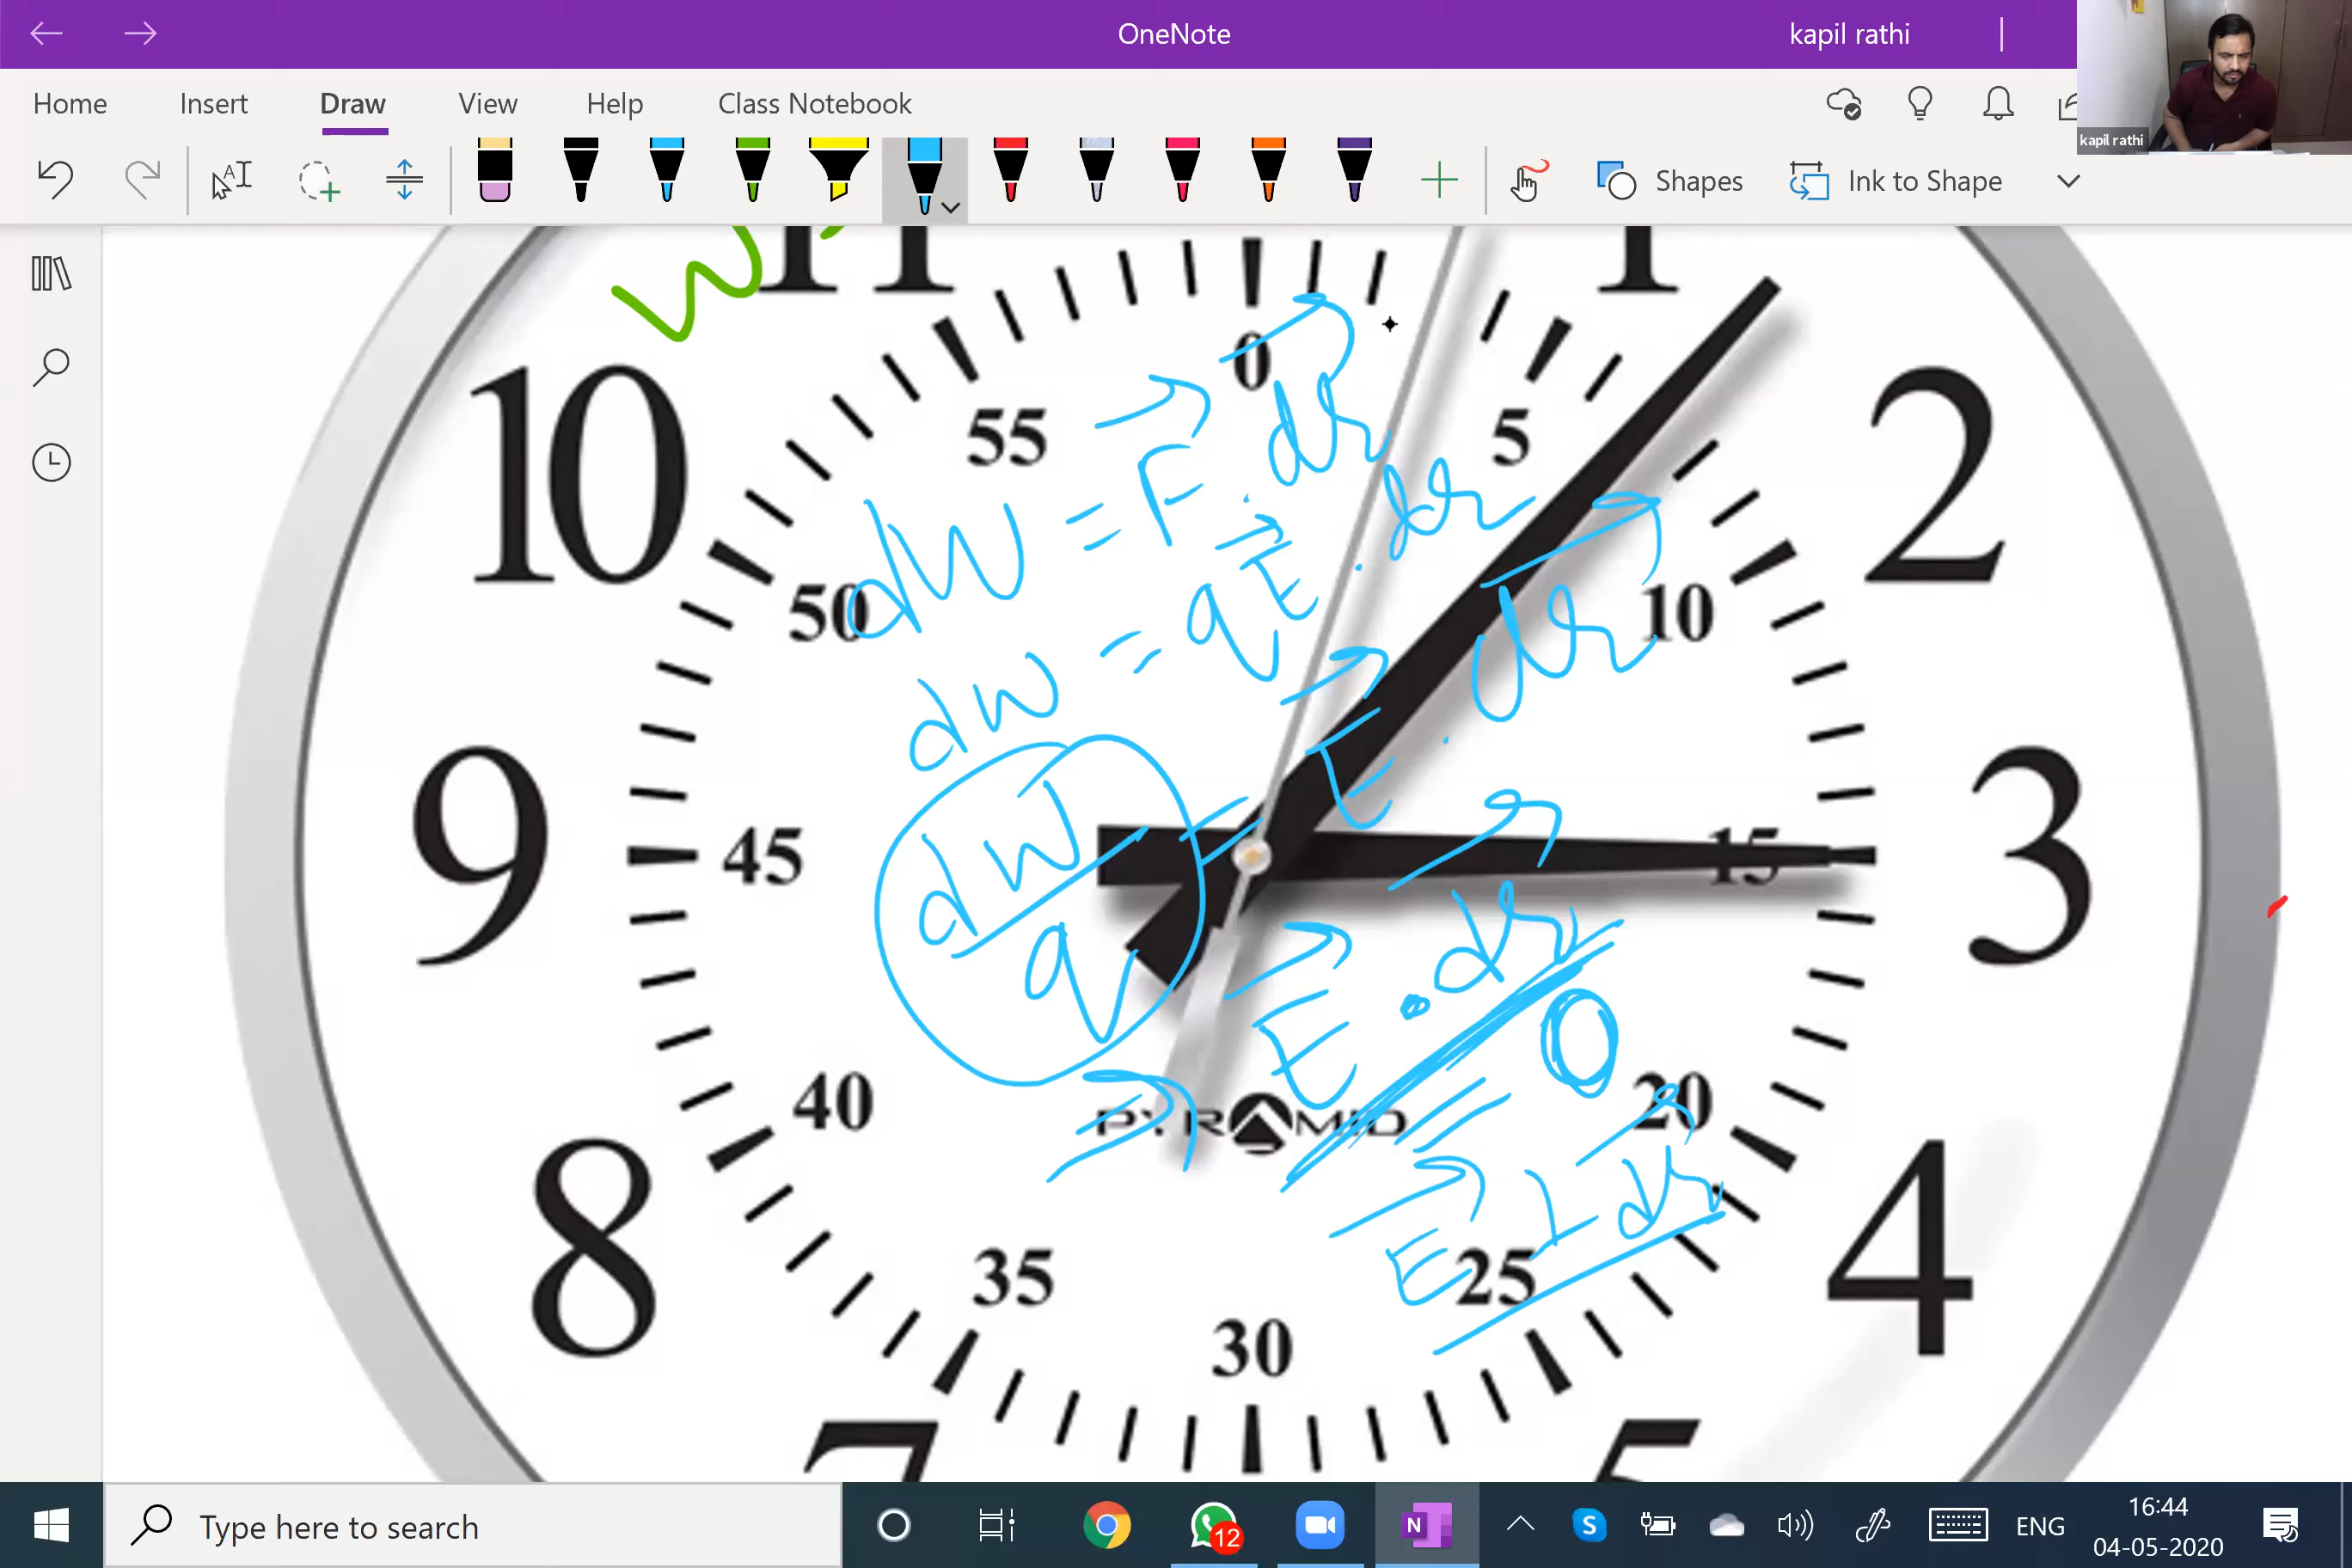 OneNote
kapil rathi
Home Insert Draw View Help Class Notebook
kapil rathi
Shapes Ink to Shape
W
11 1
0
55 5
10 2
dW = F⃗ . dr⃗
50 10
dw = qE⃗ . dr
E⃗ . dr⃗
9 45 15 3
dw/q = E⃗ . dr⃗ = 0
40 20
PYRAMID
⇒ E⃗ ⊥ dr⃗
8 4
35 25
30
7 5
Type here to search
12
N
S
ENG
16:44
04-05-2020